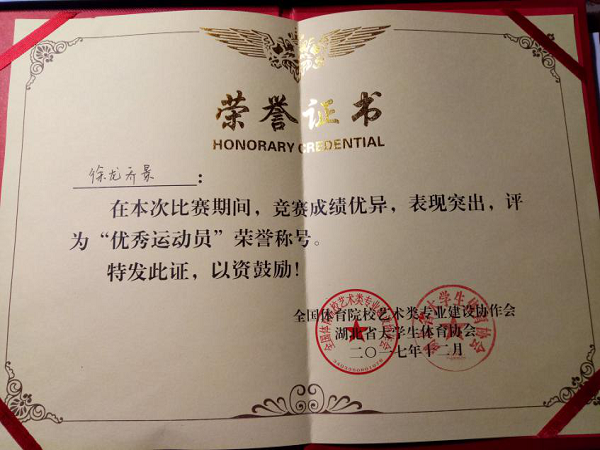 荣誉证书
HONORARY CREDENTIAL
徐龙乔景：
在本次比赛期间，竞赛成绩优异，表现突出，评
为“优秀运动员”荣誉称号。
特发此证，以资鼓励！
全国体育院校艺术类专业建设协作会
湖北省大学生体育协会
二〇一七年十二月